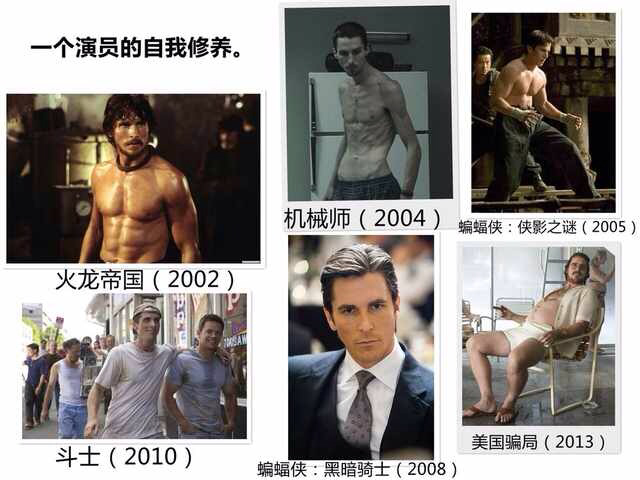 一个演员的自我修养。
火龙帝国（2002）
机械师（2004）
蝙蝠侠：侠影之谜（2005）
斗士（2010）
蝙蝠侠：黑暗骑士（2008）
美国骗局（2013）